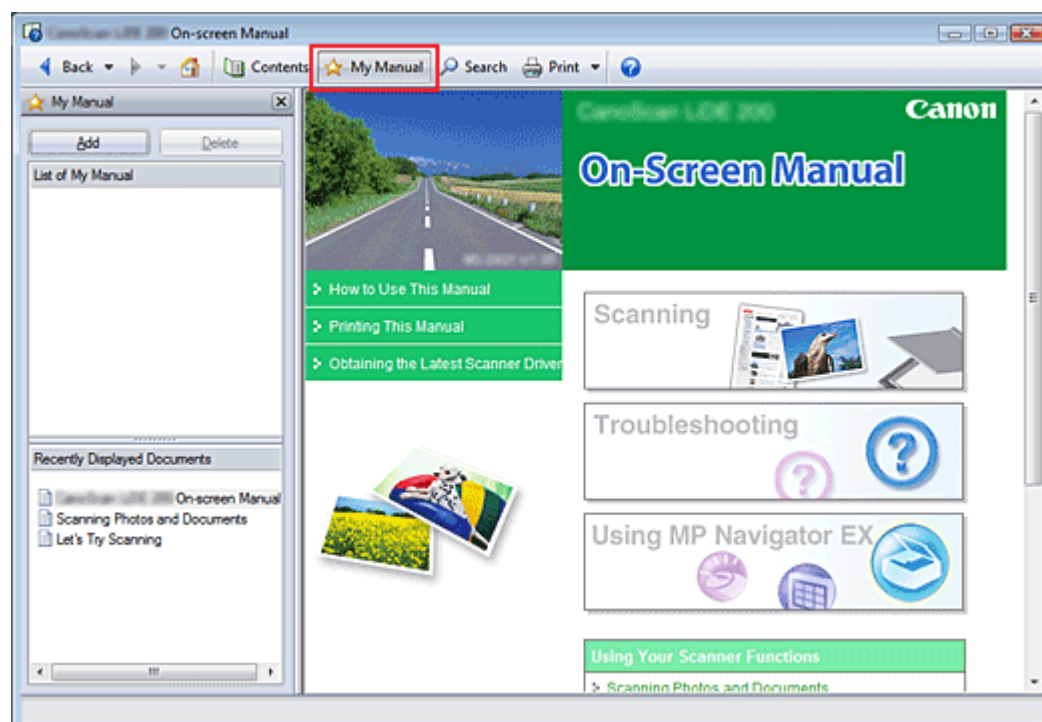 On-screen Manual
Back Contents My Manual Search Print
My Manual
Add Delete
List of My Manual
Recently Displayed Documents
On-screen Manual
Scanning Photos and Documents
Let's Try Scanning
Canon
On-Screen Manual
How to Use This Manual
Printing This Manual
Obtaining the Latest Scanner Driver
Scanning
Troubleshooting
Using MP Navigator EX
Using Your Scanner Functions
Scanning Photos and Documents